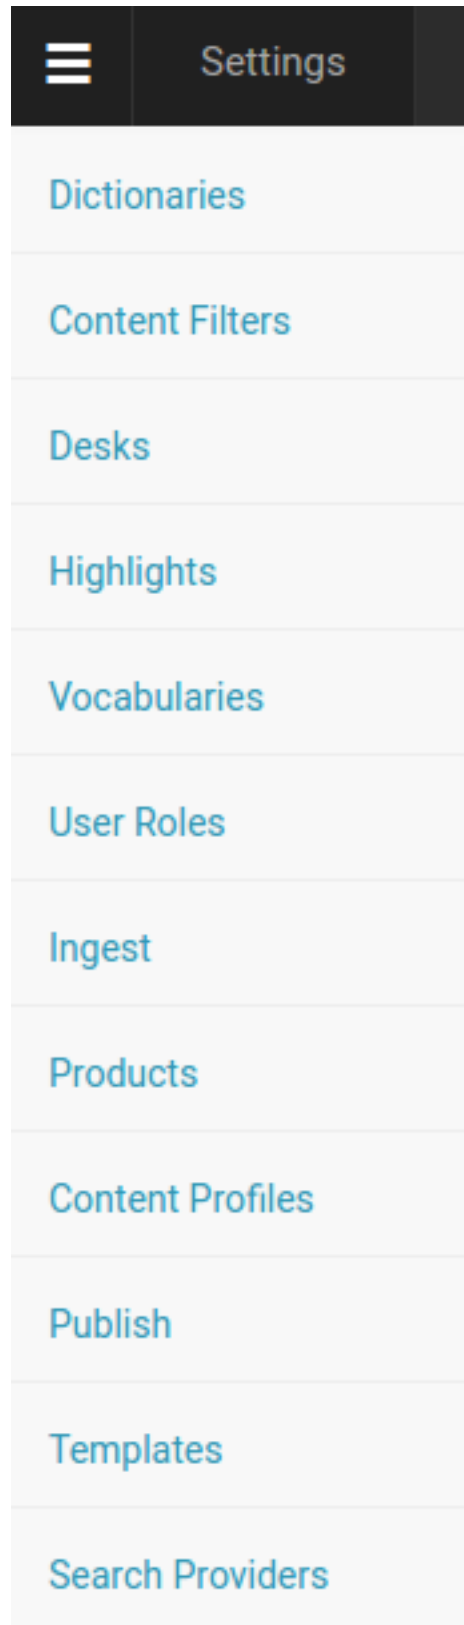 Settings
Dictionaries
Content Filters
Desks
Highlights
Vocabularies
User Roles
Ingest
Products
Content Profiles
Publish
Templates
Search Providers